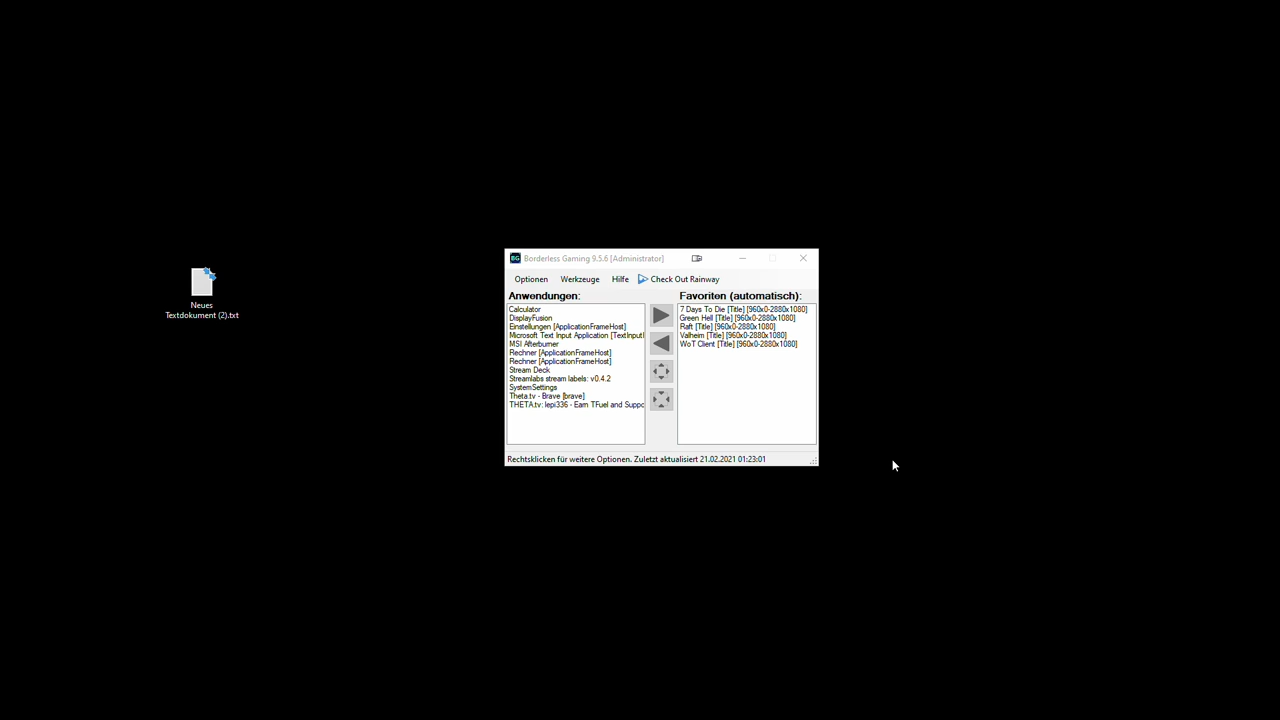 Neues
Textdokument (2).txt
BG Borderless Gaming 9.5.6 [Administrator]
Optionen Werkzeuge Hilfe Check Out Rainway
Anwendungen:
Calculator
DisplayFusion
Einstellungen [ApplicationFrameHost]
Microsoft Text Input Application [TextInputH
MSI Afterburner
Rechner [ApplicationFrameHost]
Rechner [ApplicationFrameHost]
Stream Deck
Streamlabs stream labels: v0.4.2
SystemSettings
Theta.tv - Brave [brave]
THETA.tv: lepi336 - Earn TFuel and Suppo
Favoriten (automatisch):
7 Days To Die [Title] [960x0-2880x1080]
Green Hell [Title] [960x0-2880x1080]
Raft [Title] [960x0-2880x1080]
Valheim [Title] [960x0-2880x1080]
WoT Client [Title] [960x0-2880x1080]
Rechtsklicken für weitere Optionen. Zuletzt aktualisiert 21.02.2021 01:23:01